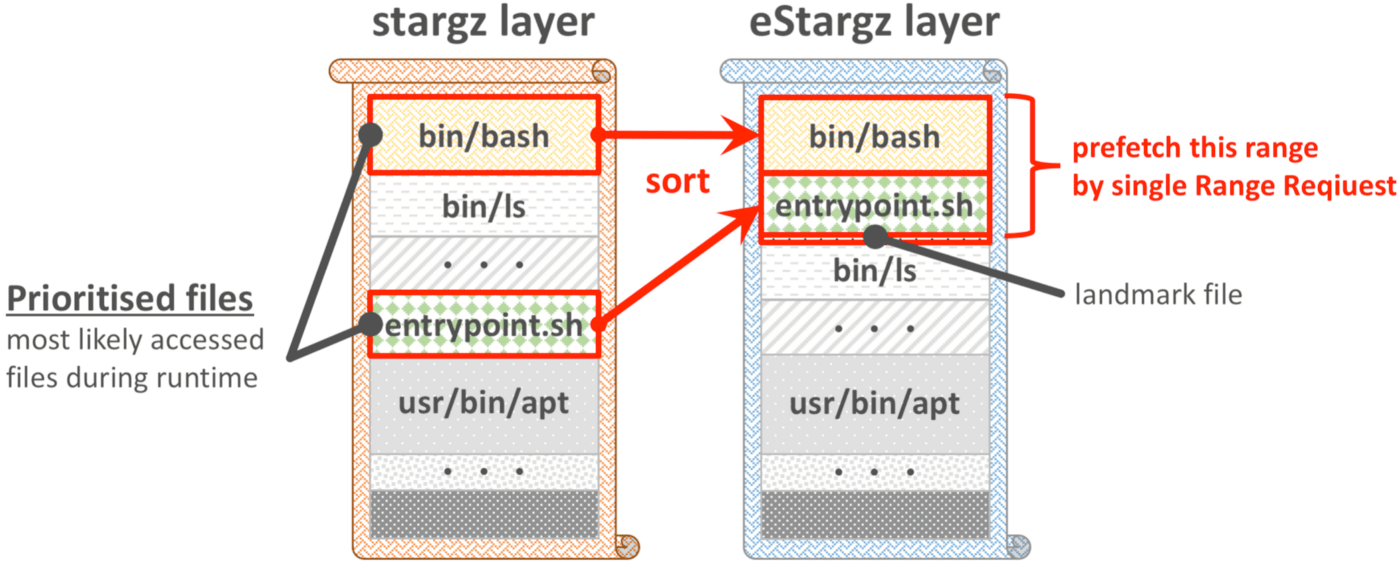 stargz layer
eStargz layer
bin/bash
bin/ls
• • •
entrypoint.sh
usr/bin/apt
• • •
Prioritised files
most likely accessed
files during runtime
sort
bin/bash
entrypoint.sh
bin/ls
• • •
usr/bin/apt
• • •
prefetch this range
by single Range Reqiuest
landmark file